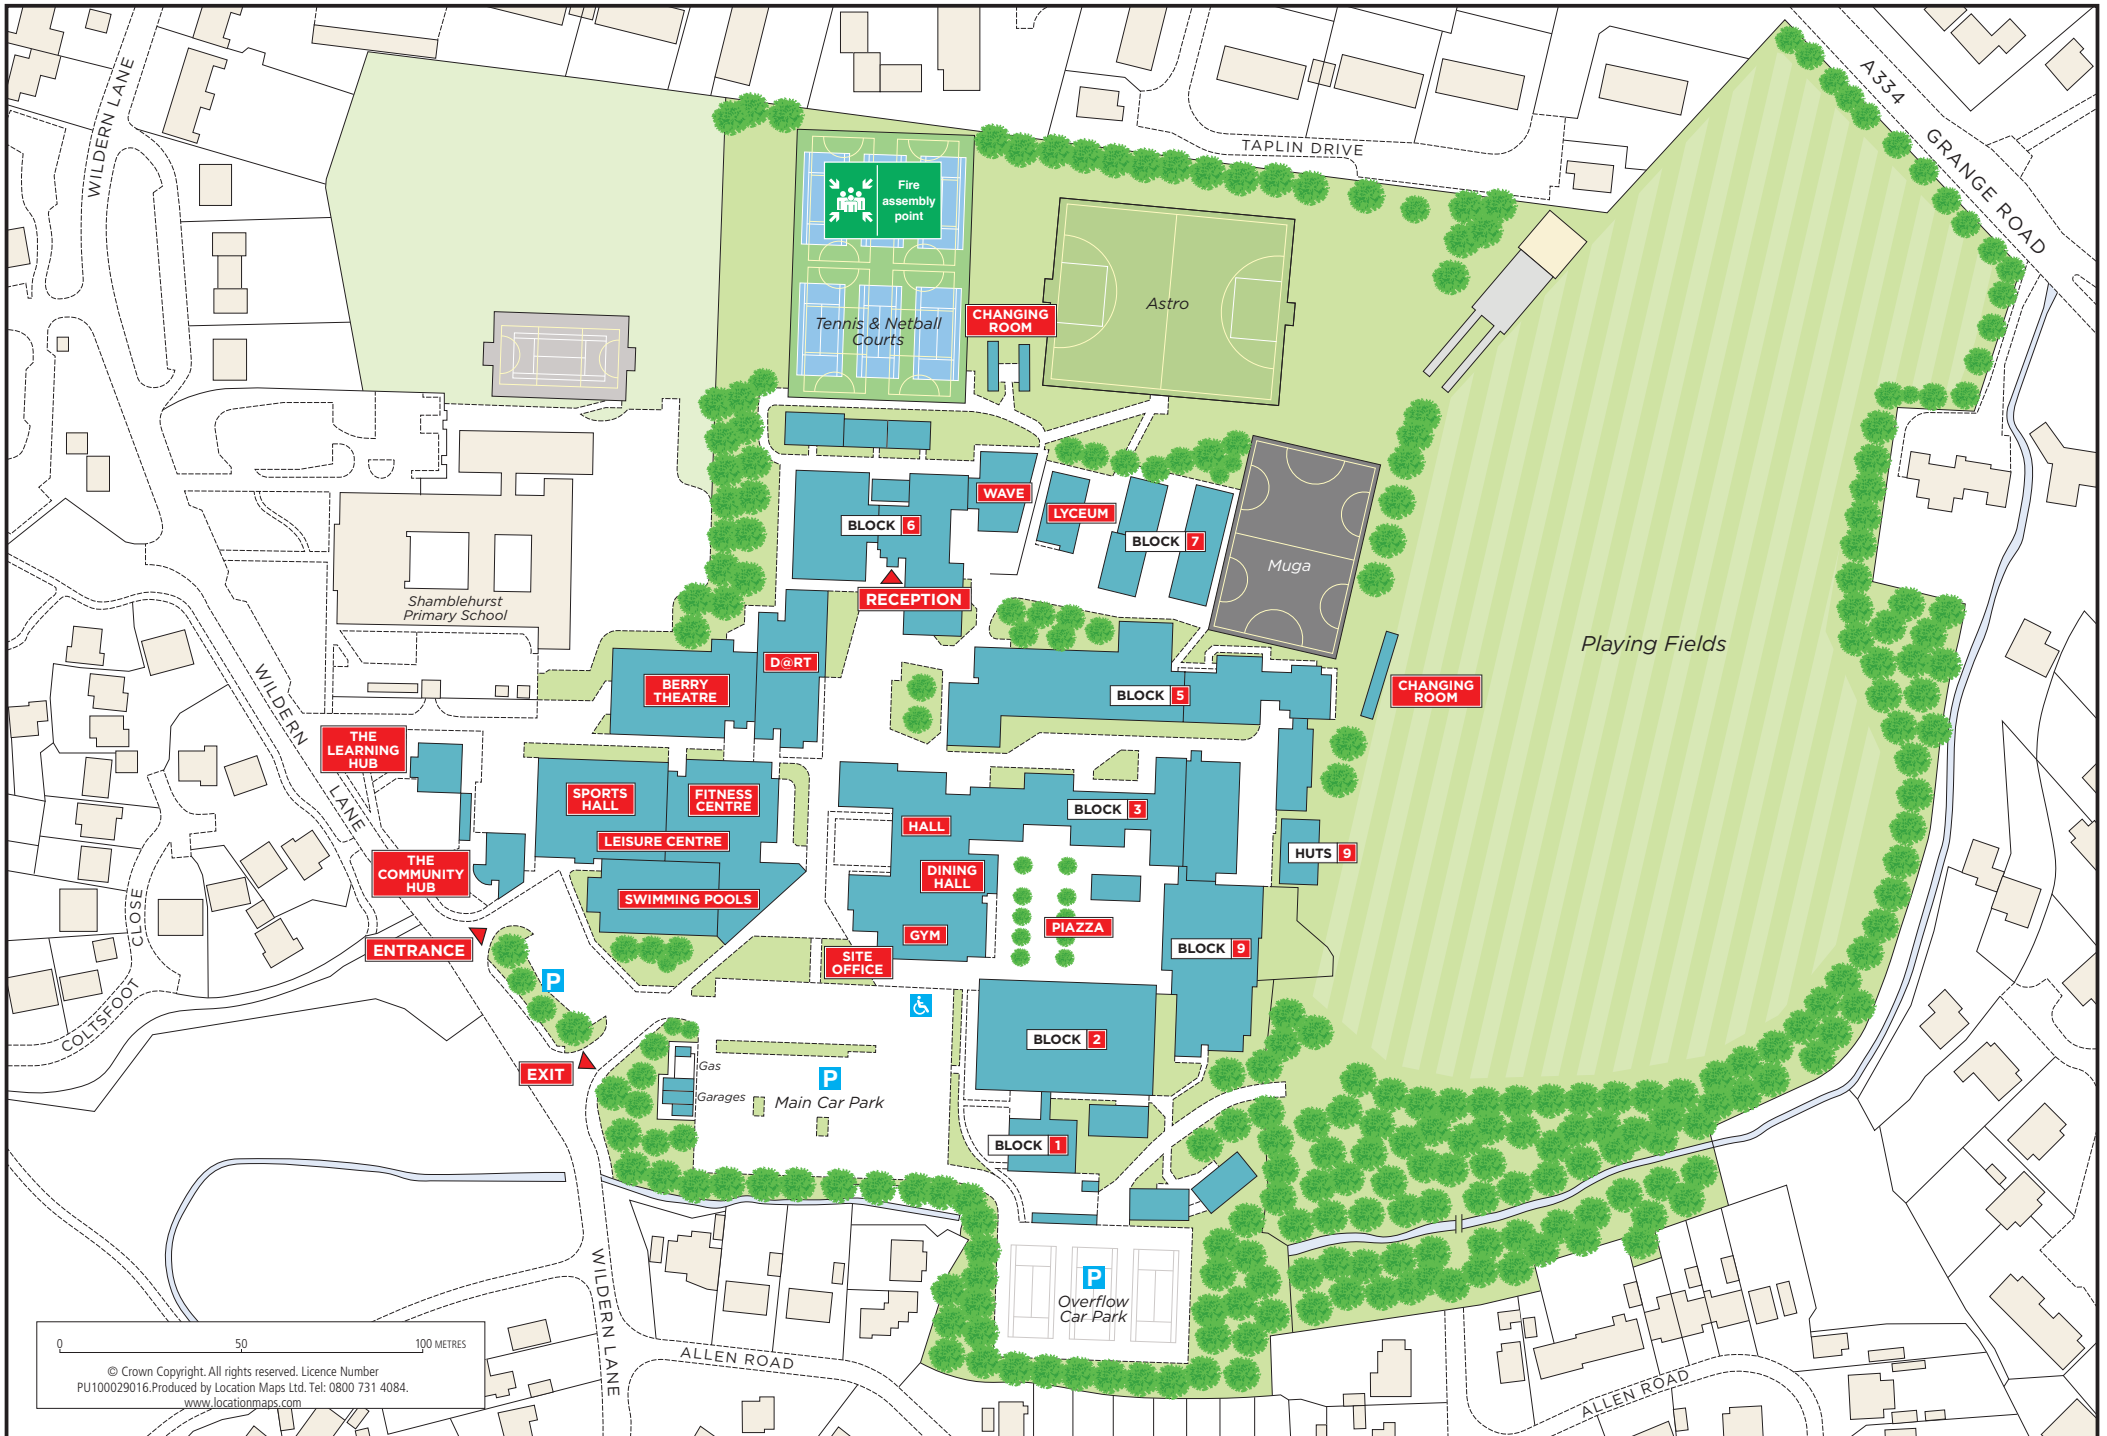 WILDERN LANE
A334
GRANGE ROAD
TAPLIN DRIVE
Fire
assembly
point
Tennis & Netball
Courts
CHANGING
ROOM
Astro
WAVE
LYCEUM
BLOCK 6
BLOCK 7
Muga
RECEPTION
Shamblehurst
Primary School
D@RT
BERRY
THEATRE
BLOCK 5
CHANGING
ROOM
Playing Fields
WILDERN
LANE
THE
LEARNING
HUB
SPORTS
HALL
FITNESS
CENTRE
LEISURE CENTRE
HALL
BLOCK 3
HUTS 9
THE
COMMUNITY
HUB
DINING
HALL
SWIMMING POOLS
PIAZZA
GYM
BLOCK 9
ENTRANCE
SITE
OFFICE
P
COLTSFOOT
CLOSE
BLOCK 2
EXIT
Gas
Garages
P
Main Car Park
BLOCK 1
P
Overflow
Car Park
WILDERN LANE
ALLEN ROAD
ALLEN ROAD
0 50 100 METRES
© Crown Copyright. All rights reserved. Licence Number
PU100029016.Produced by Location Maps Ltd. Tel: 0800 731 4084.
www.locationmaps.com